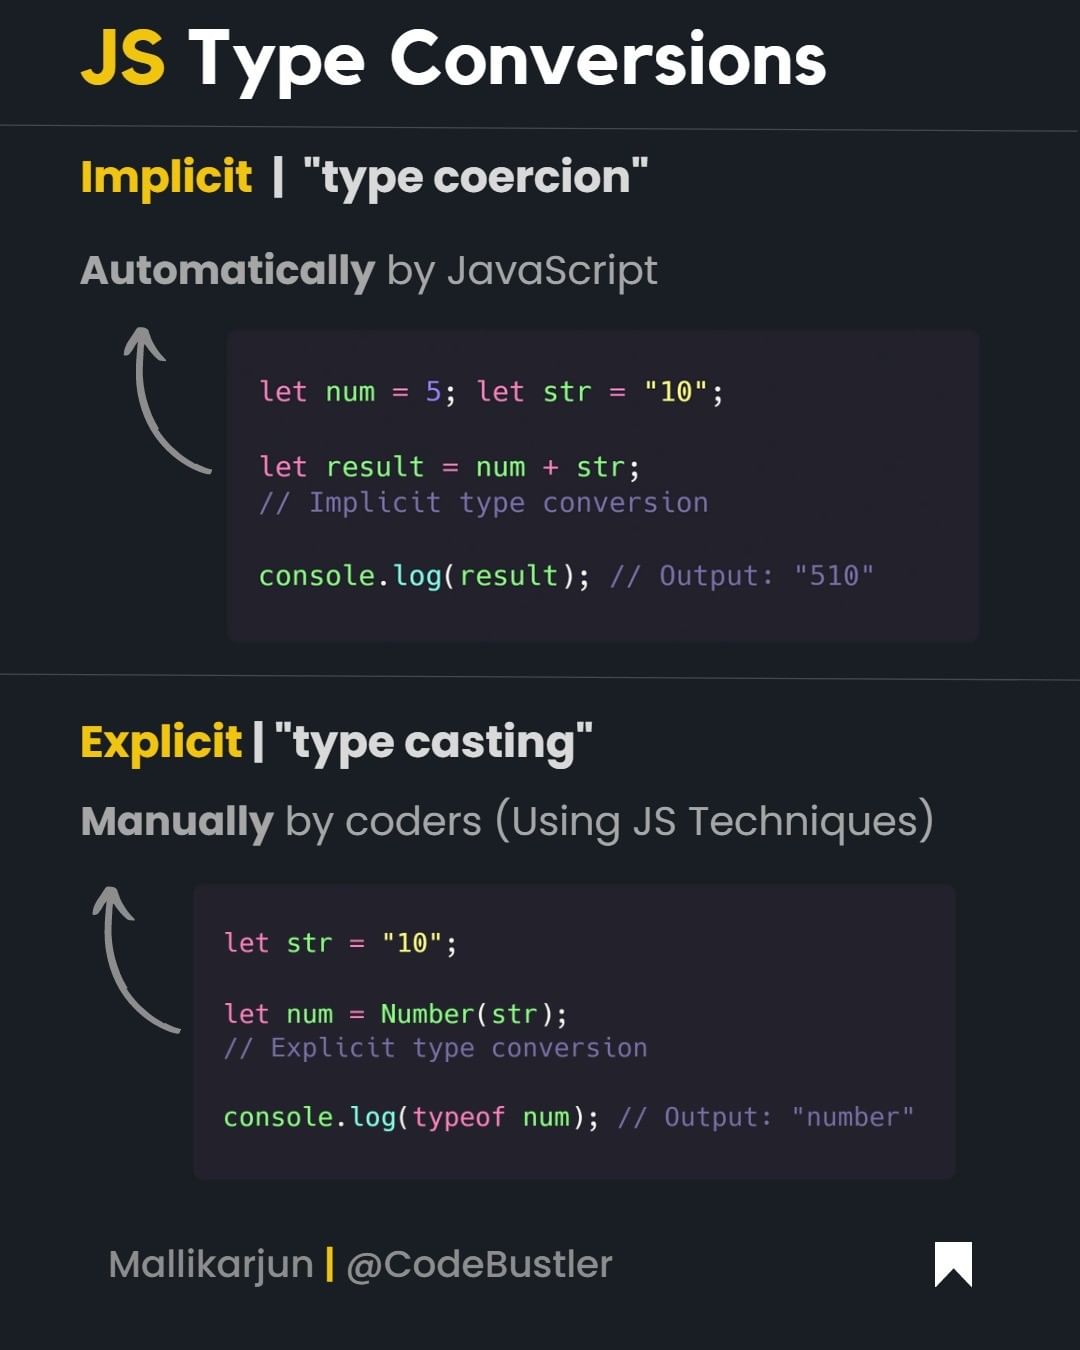 JS Type Conversions
Implicit | "type coercion"
Automatically by JavaScript
let num = 5; let str = "10";
let result = num + str;
// Implicit type conversion
console.log(result); // Output: "510"
Explicit | "type casting"
Manually by coders (Using JS Techniques)
let str = "10";
let num = Number(str);
// Explicit type conversion
console.log(typeof num); // Output: "number"
Mallikarjun | @CodeBustler